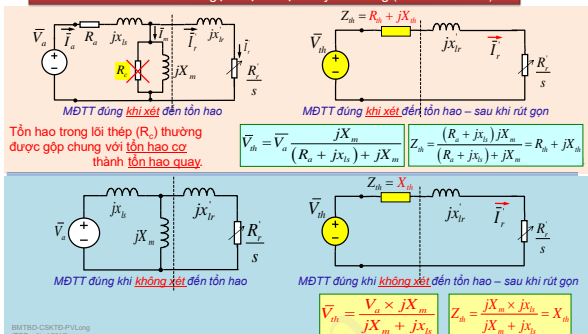 V̄a
Īa
Ra
jxls
Īm
Īr
jx'lr
Īr
Rc
jXm
R'r/s
MĐTT đúng khi xét đến tổn hao
Zth = Rth + jXth
V̄th
jx'lr
Ī'r
R'r/s
MĐTT đúng khi xét đến tổn hao – sau khi rút gọn
Tổn hao trong lõi thép (Rc) thường
được gộp chung với tổn hao cơ
thành tổn hao quay.
V̄th = V̄a jXm / ((Ra + jxls) + jXm)
Zth = (Ra + jxls) jXm / ((Ra + jxls) + jXm) = Rth + jXth
V̄a
jxls
jXm
jx'lr
R'r/s
MĐTT đúng khi không xét đến tổn hao
Zth = Xth
V̄th
jx'lr
Ī'r
R'r/s
MĐTT đúng khi không xét đến tổn hao – sau khi rút gọn
V̄th = Va × jXm / (jXm + jxls)
Zth = jXm × jxls / (jXm + jxls) = Xth
BMTBD-CSKTĐ-PVLong